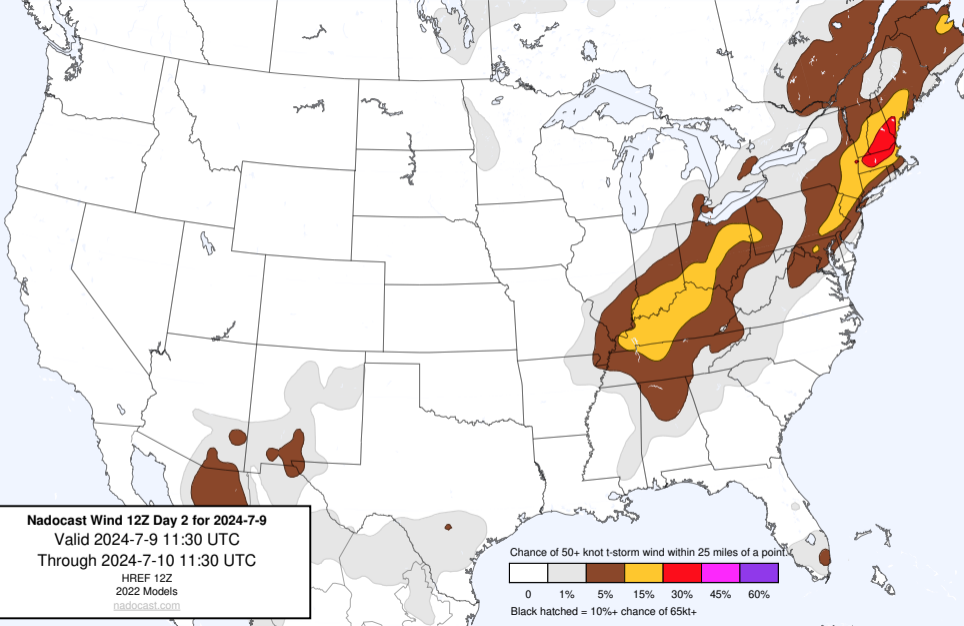 Nadocast Wind 12Z Day 2 for 2024-7-9
Valid 2024-7-9 11:30 UTC
Through 2024-7-10 11:30 UTC
HREF 12Z
2022 Models
nadocast.com
Chance of 50+ knot t-storm wind within 25 miles of a point.
0 1% 5% 15% 30% 45% 60%
Black hatched = 10%+ chance of 65kt+